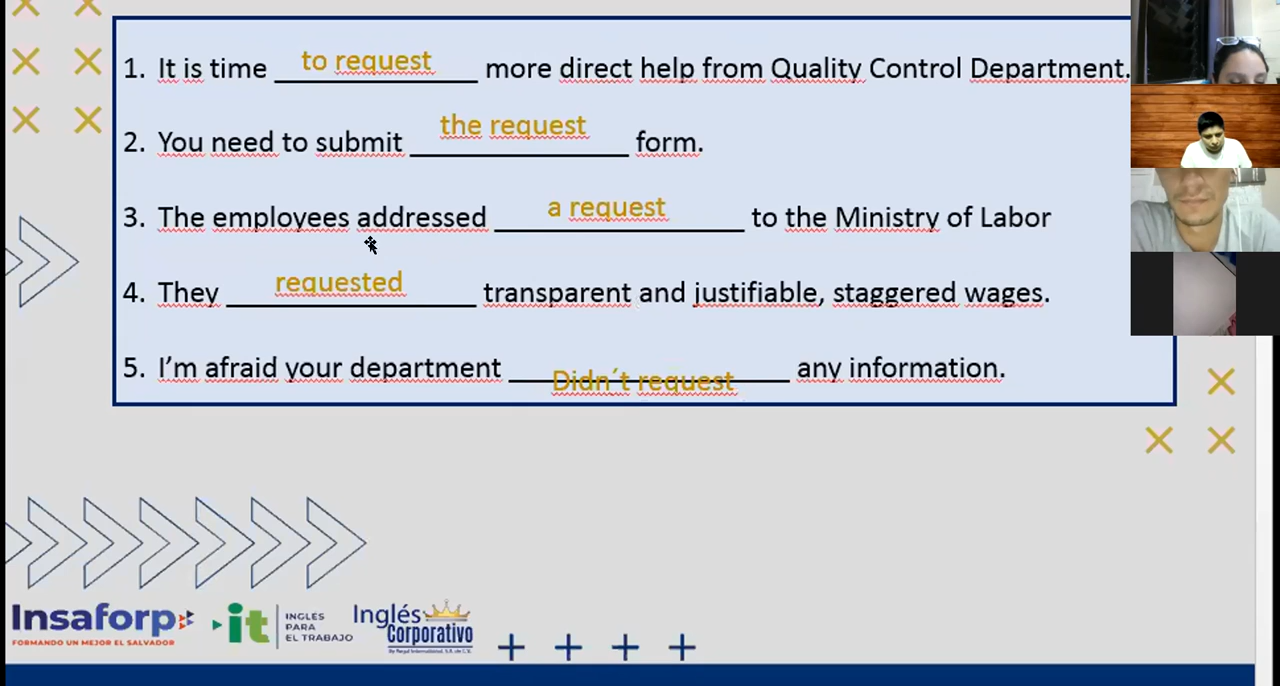 1. It is time to request more direct help from Quality Control Department.
2. You need to submit the request form.
3. The employees addressed a request to the Ministry of Labor
4. They requested transparent and justifiable, staggered wages.
5. I'm afraid your department Didn´t request any information.
Insaforp
FORMANDO UN MEJOR EL SALVADOR
it
INGLES
PARA
EL TRABAJO
Inglés
Corporativo